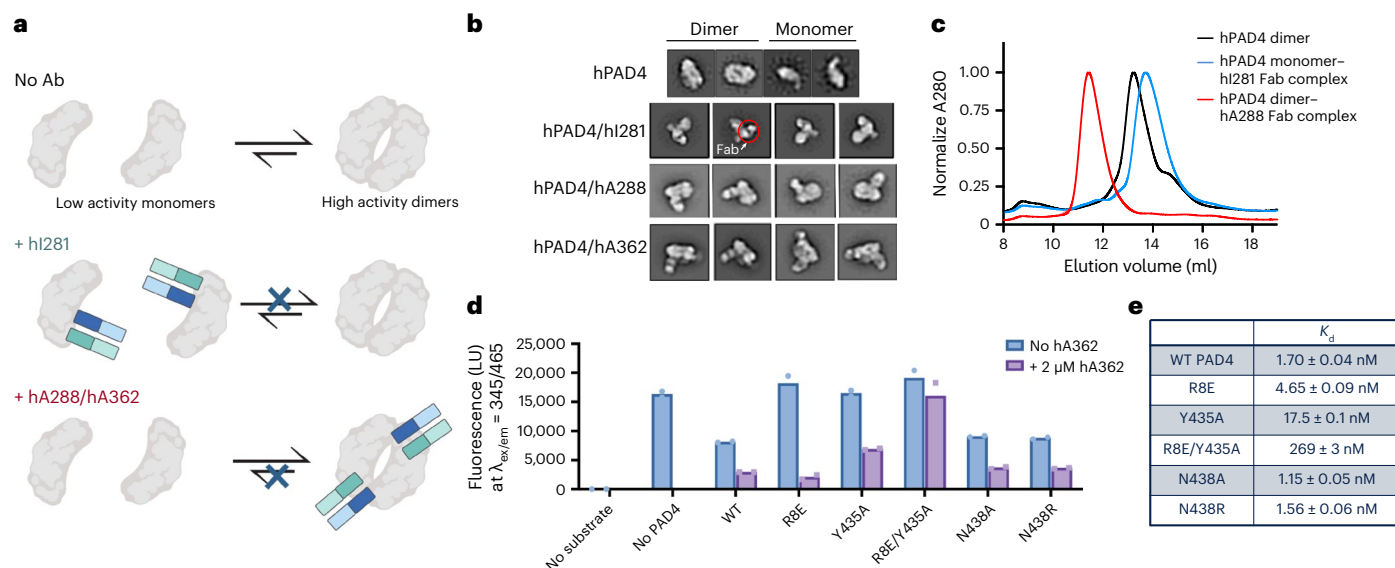 a
No Ab
Low activity monomers
High activity dimers
+ hI281
+ hA288/hA362
b
Dimer
Monomer
hPAD4
hPAD4/hI281
Fab
hPAD4/hA288
hPAD4/hA362
c
Normalize A280
1.00
0.75
0.50
0.25
0
8
10
12
14
16
18
Elution volume (ml)
hPAD4 dimer
hPAD4 monomer–
hI281 Fab complex
hPAD4 dimer–
hA288 Fab complex
d
Fluorescence (LU)
at λex/em = 345/465
25,000
20,000
15,000
10,000
5,000
0
No hA362
+ 2 µM hA362
No substrate
No PAD4
WT
R8E
Y435A
R8E/Y435A
N438A
N438R
e
Kd
WT PAD4 1.70 ± 0.04 nM
R8E 4.65 ± 0.09 nM
Y435A 17.5 ± 0.1 nM
R8E/Y435A 269 ± 3 nM
N438A 1.15 ± 0.05 nM
N438R 1.56 ± 0.06 nM